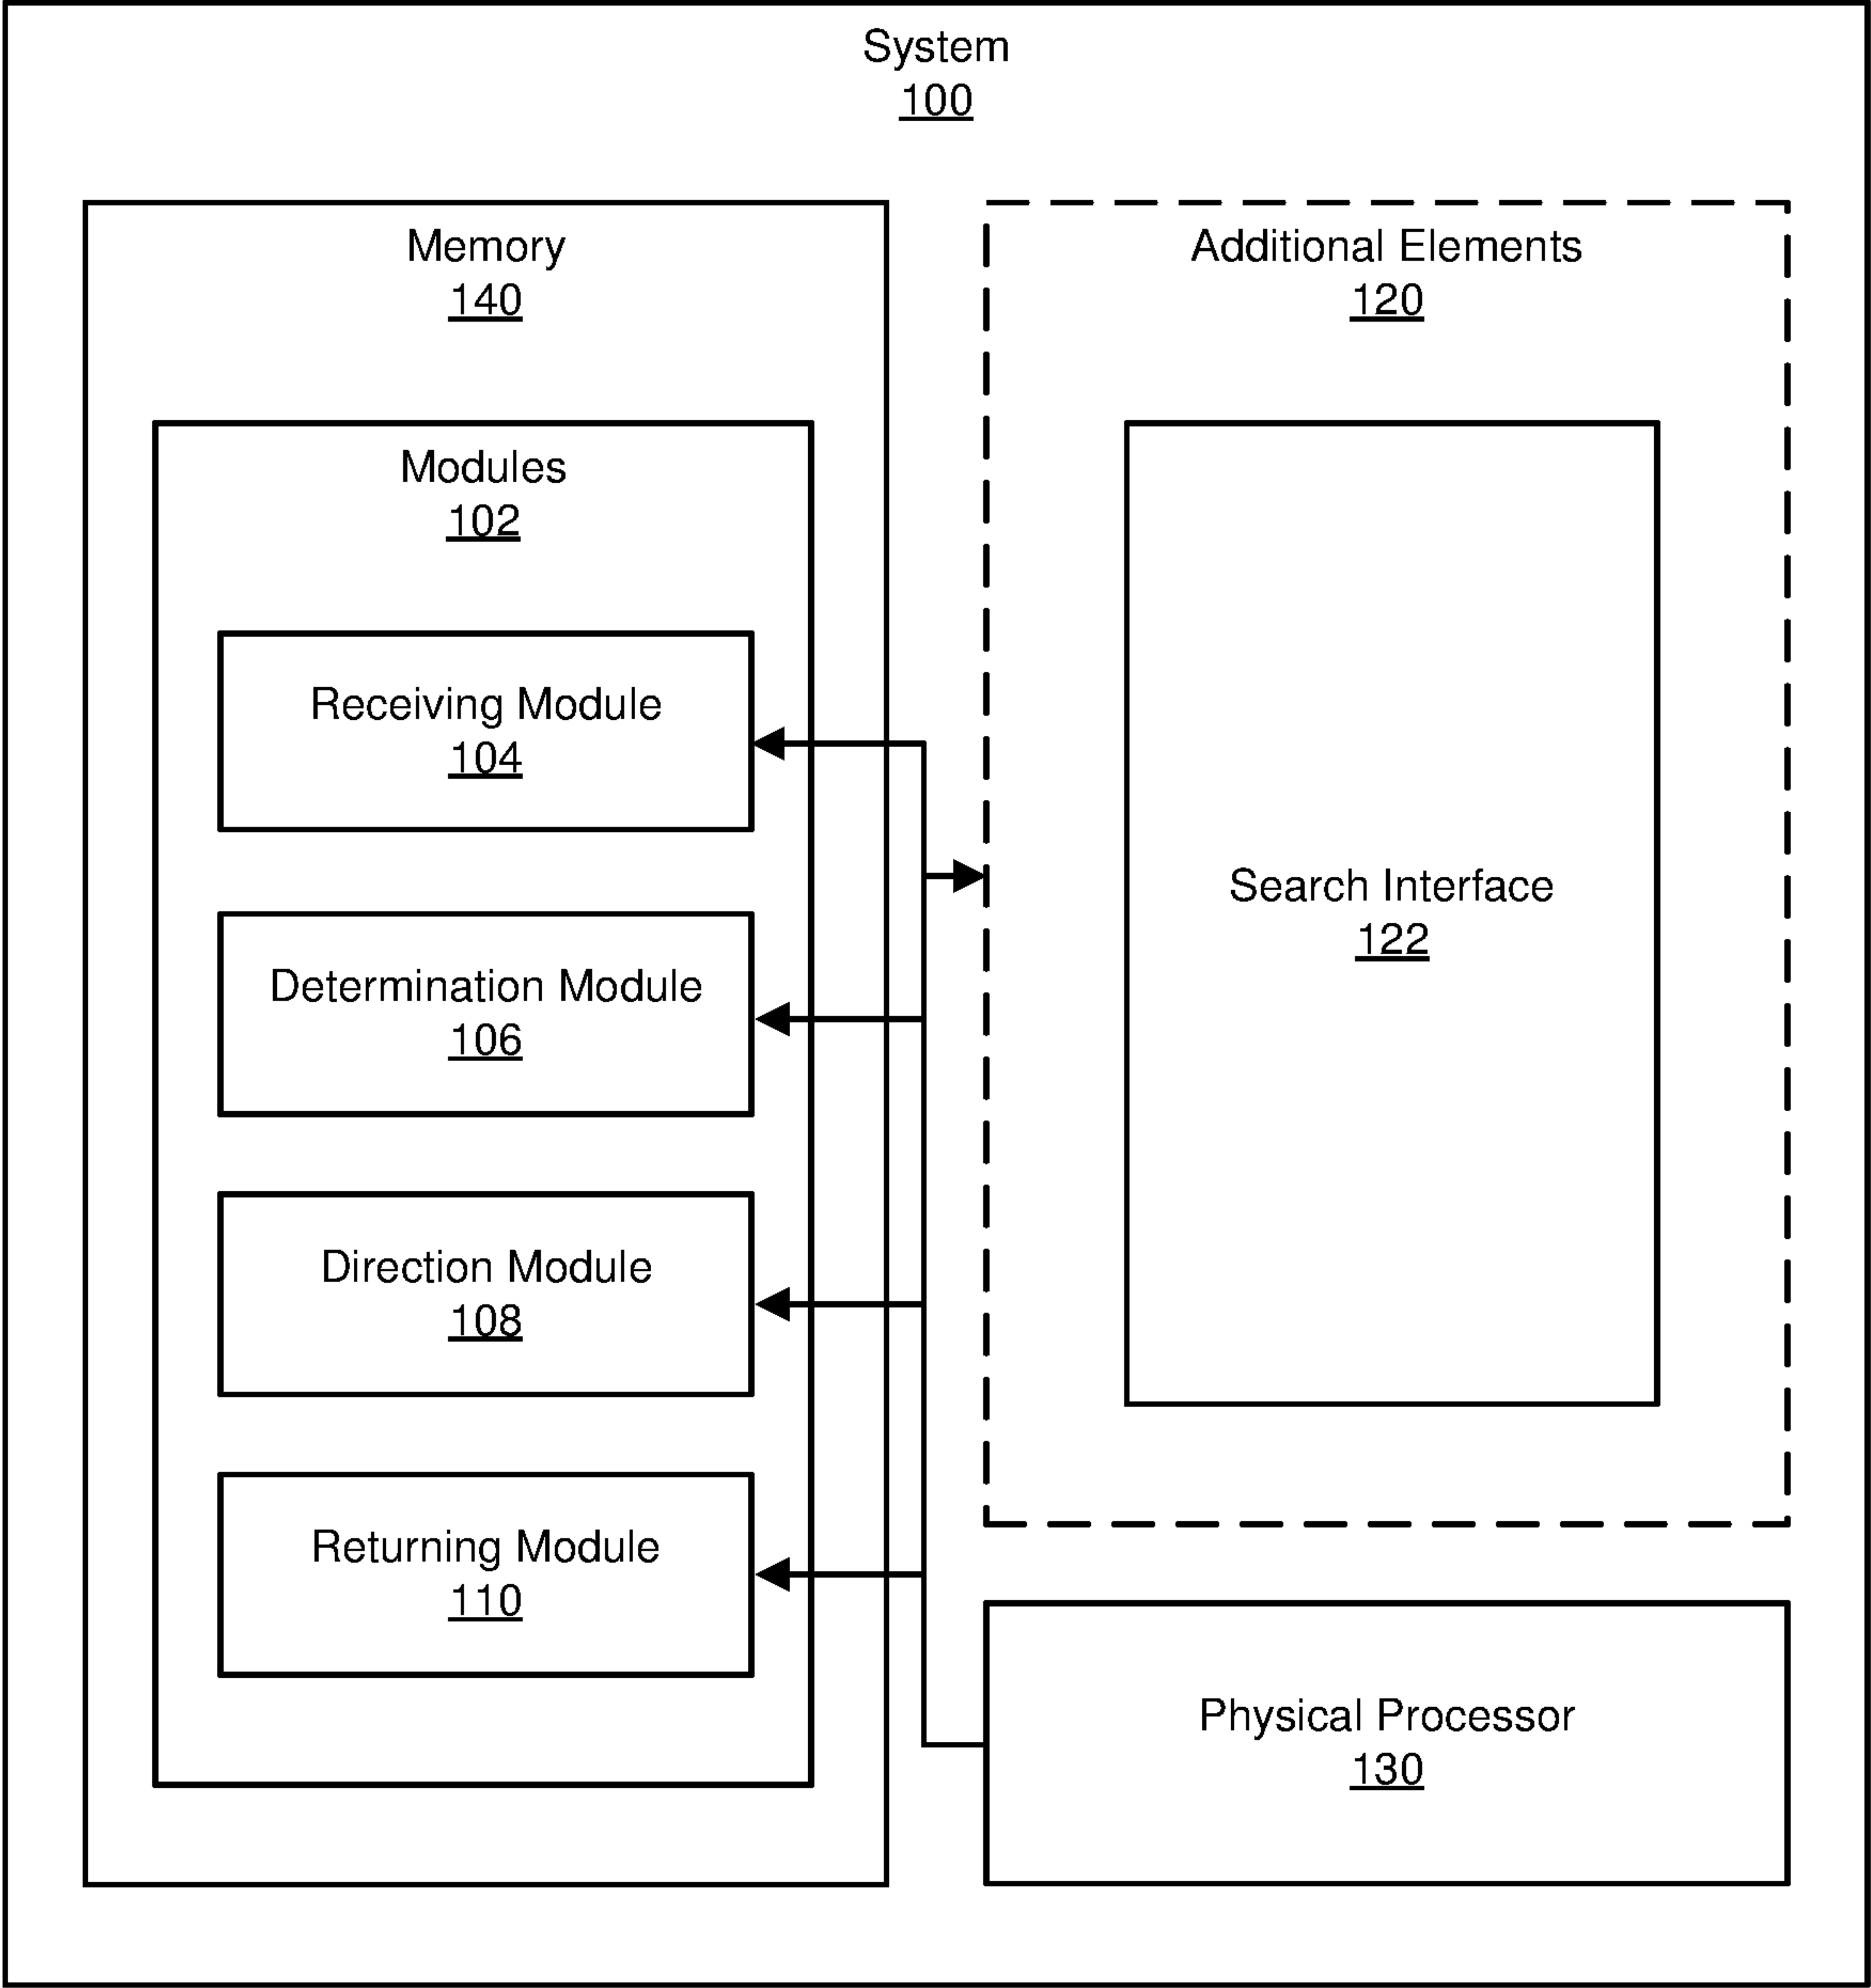 System
100
Memory
140
Modules
102
Receiving Module
104
Determination Module
106
Direction Module
108
Returning Module
110
Additional Elements
120
Search Interface
122
Physical Processor
130